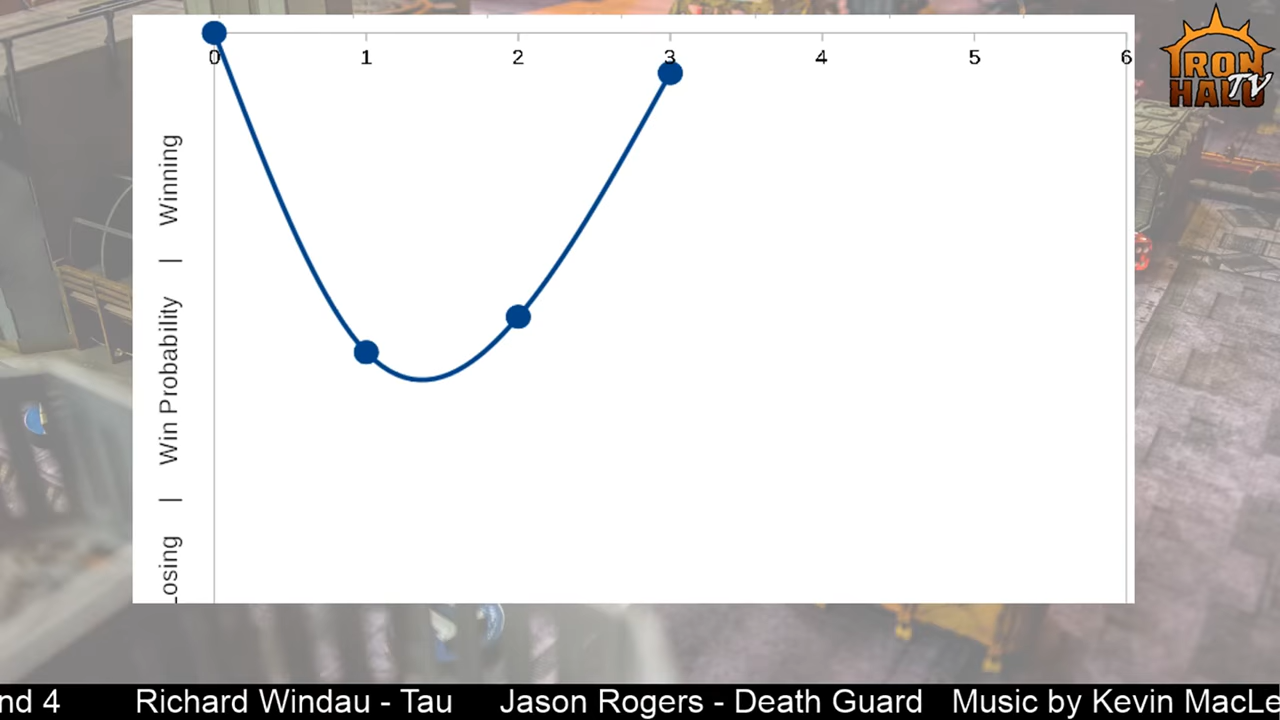 0 1 2 3 4 5 6
IRON
HALO
TV
Losing | Win Probability | Winning
nd 4 Richard Windau - Tau Jason Rogers - Death Guard Music by Kevin MacLe